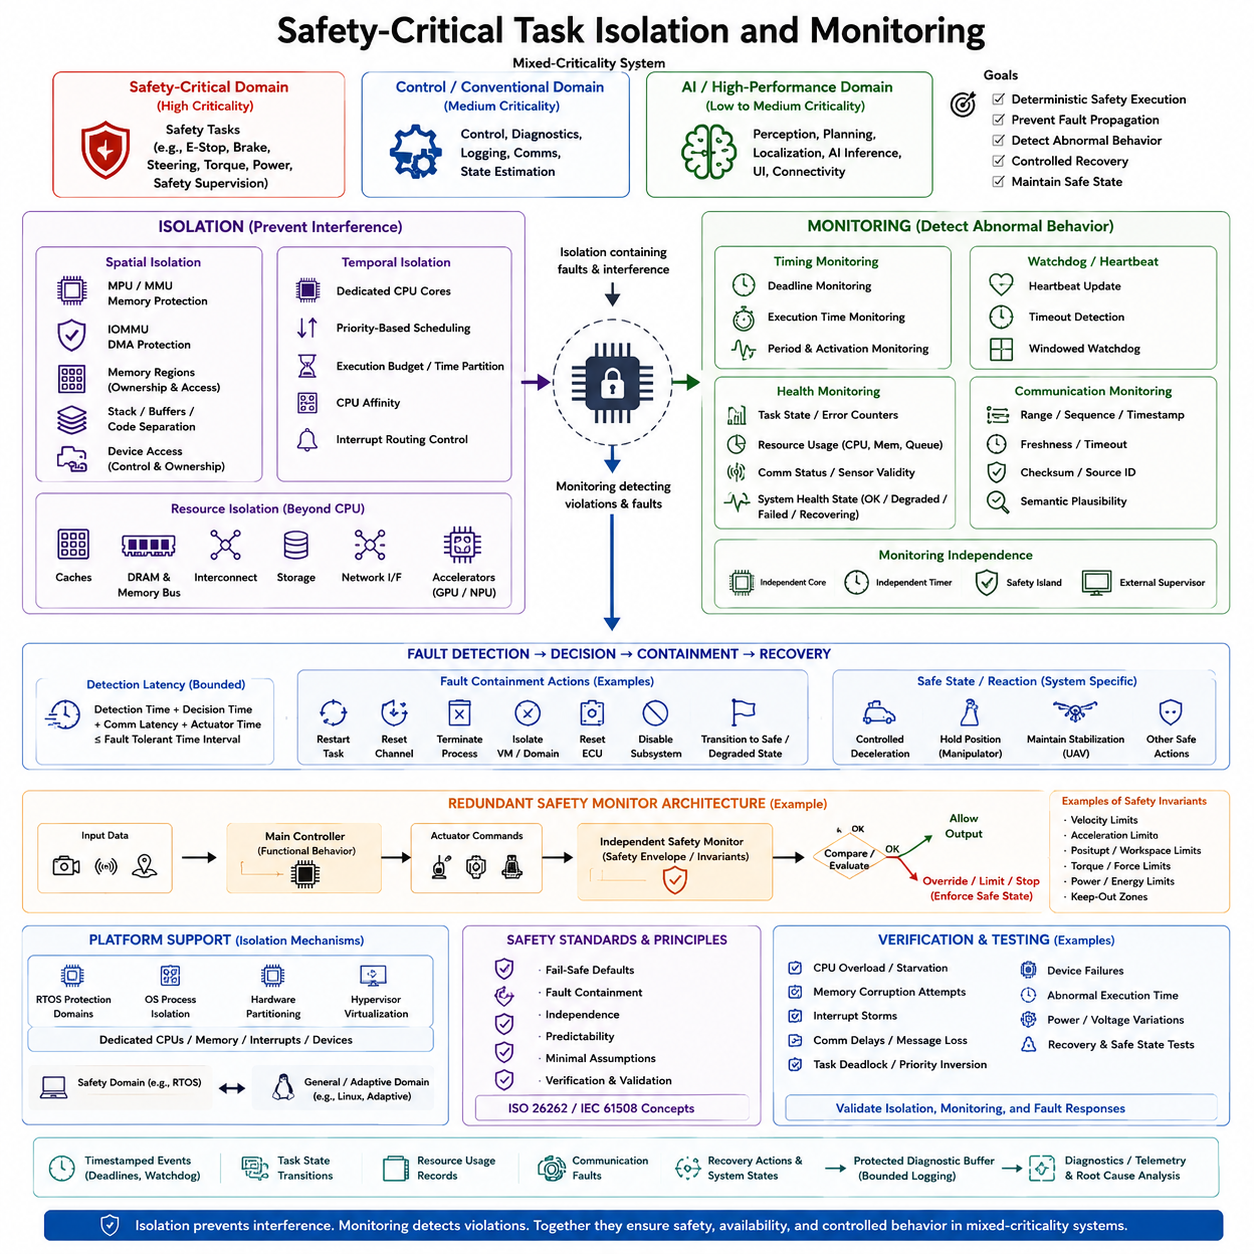 Safety-Critical Task Isolation and Monitoring
Mixed-Criticality System
Safety-Critical Domain
(High Criticality)
Safety Tasks
(e.g., E-Stop, Brake,
Steering, Torque, Power,
Safety Supervision)
Control / Conventional Domain
(Medium Criticality)
Control, Diagnostics,
Logging, Comms,
State Estimation
AI / High-Performance Domain
(Low to Medium Criticality)
Perception, Planning,
Localization, AI Inference,
UI, Connectivity
Goals
Deterministic Safety Execution
Prevent Fault Propagation
Detect Abnormal Behavior
Controlled Recovery
Maintain Safe State
ISOLATION (Prevent Interference)
Spatial Isolation
MPU / MMU
Memory Protection
IOMMU
DMA Protection
Memory Regions
(Ownership & Access)
Stack / Buffers /
Code Separation
Device Access
(Control & Ownership)
Temporal Isolation
Dedicated CPU Cores
Priority-Based Scheduling
Execution Budget / Time Partition
CPU Affinity
Interrupt Routing Control
Resource Isolation (Beyond CPU)
Caches
DRAM &
Memory Bus
Interconnect
Storage
Network I/F
Accelerators
(GPU / NPU)
Isolation containing
faults & interference
Monitoring detecting
violations & faults
MONITORING (Detect Abnormal Behavior)
Timing Monitoring
Deadline Monitoring
Execution Time Monitoring
Period & Activation Monitoring
Watchdog / Heartbeat
Heartbeat Update
Timeout Detection
Windowed Watchdog
Health Monitoring
Task State / Error Counters
Resource Usage (CPU, Mem, Queue)
Comm Status / Sensor Validity
System Health State (OK / Degraded /
Failed / Recovering)
Communication Monitoring
Range / Sequence / Timestamp
Freshness / Timeout
Checksum / Source ID
Semantic Plausibility
Monitoring Independence
Independent Core
Independent Timer
Safety Island
External Supervisor
FAULT DETECTION → DECISION → CONTAINMENT → RECOVERY
Detection Latency (Bounded)
Detection Time + Decision Time
+ Comm Latency + Actuator Time
≤ Fault Tolerant Time Interval
Fault Containment Actions (Examples)
Restart
Task
Reset
Channel
Terminate
Process
Isolate
VM / Domain
Reset
ECU
Disable
Subsystem
Transition to Safe /
Degraded State
Safe State / Reaction (System Specific)
Controlled
Deceleration
Hold Position
(Manipulator)
Maintain Stabilization
(UAV)
Other Safe
Actions
REDUNDANT SAFETY MONITOR ARCHITECTURE (Example)
Input Data
Main Controller
(Functional Behavior)
Actuator Commands
Independent Safety Monitor
(Safety Envelope / Invariants)
OK
Compare /
Evaluate
OK
Allow
Output
Override / Limit / Stop
(Enforce Safe State)
Examples of Safety Invariants
· Velocity Limits
· Acceleration Limito
· Positupt / Workspace Limits
· Torque / Force Limits
· Power / Energy Limits
· Keep-Out Zones
PLATFORM SUPPORT (Isolation Mechanisms)
RTOS Protection
Domains
OS Process
Isolation
Hardware
Partitioning
Hypervisor
Virtualization
Dedicated CPUs / Memory / Interrupts / Devices
Safety Domain (e.g., RTOS)
General / Adaptive Domain
(e.g., Linux, Adaptive)
SAFETY STANDARDS & PRINCIPLES
· Fail-Safe Defaults
· Fault Containment
· Independence
· Predictability
· Minimal Assumptions
· Verification & Validation
ISO 26262 / IEC 61508 Concepts
VERIFICATION & TESTING (Examples)
CPU Overload / Starvation
Memory Corruption Attempts
Interrupt Storms
Comm Delays / Message Loss
Task Deadlock / Priority Inversion
Device Failures
Abnormal Execution Time
Power / Voltage Variations
Recovery & Safe State Tests
Validate Isolation, Monitoring, and Fault Responses
Timestamped Events
(Deadlines, Watchdog)
Task State
Transitions
Resource Usage
Records
Communication
Faults
Recovery Actions &
System States
Protected Diagnostic Buffer
(Bounded Logging)
Diagnostics / Telemetry
& Root Cause Analysis
Isolation prevents interference. Monitoring detects violations. Together they ensure safety, availability, and controlled behavior in mixed-criticality systems.